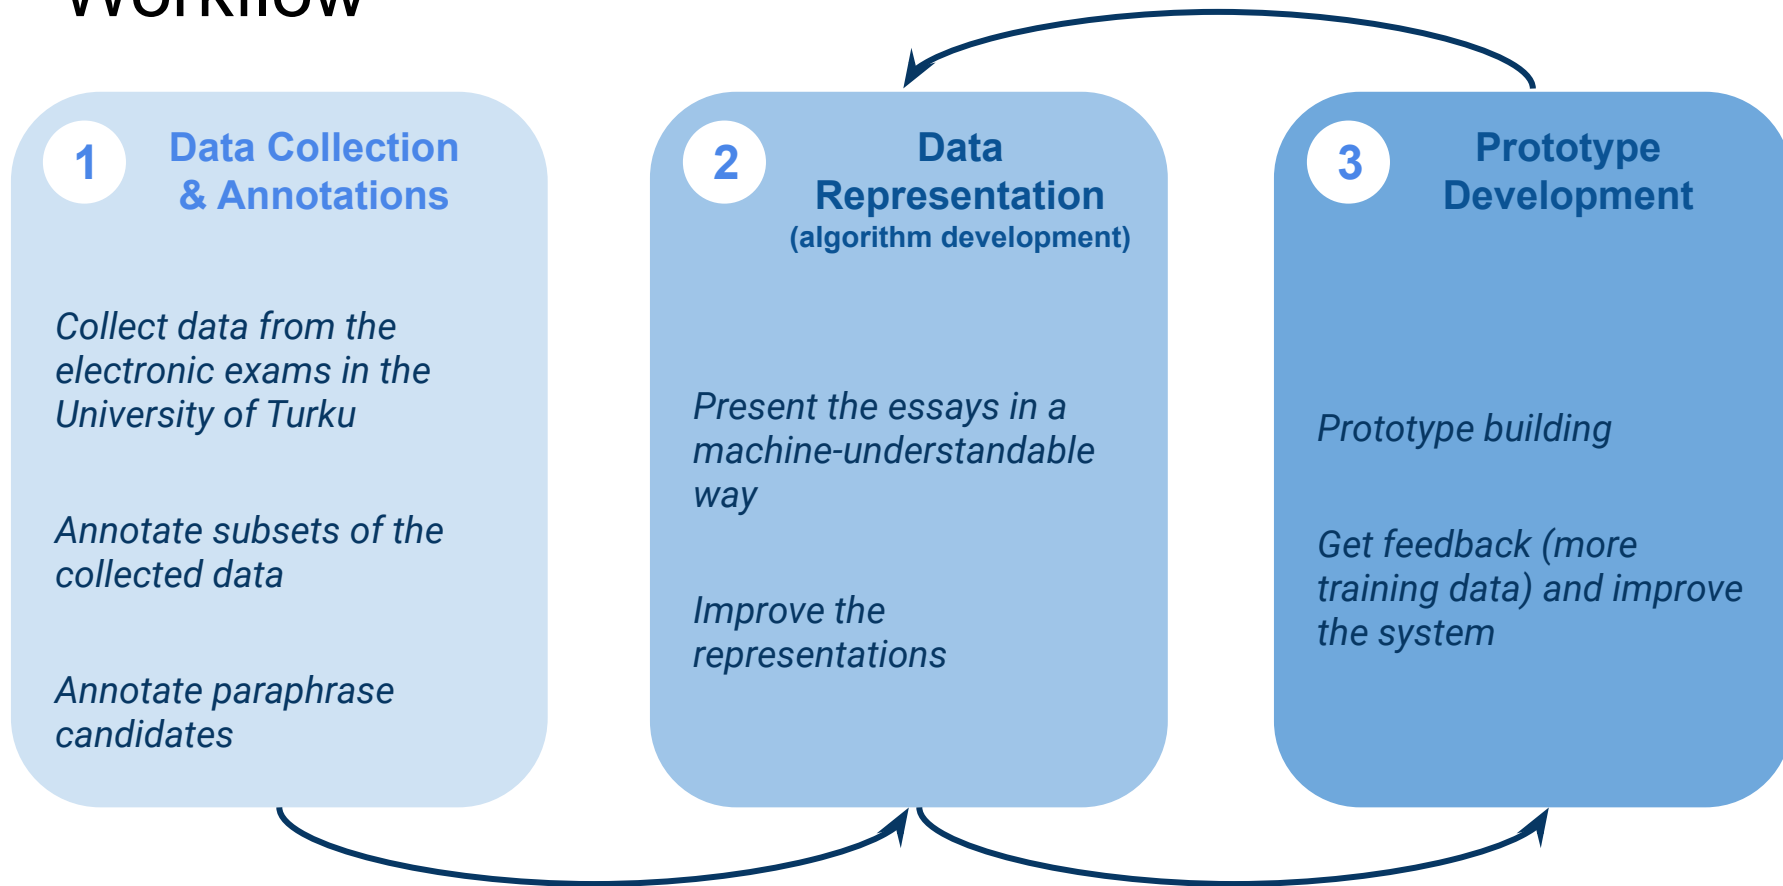 Workflow
1
Data Collection
& Annotations
Collect data from the
electronic exams in the
University of Turku
Annotate subsets of the
collected data
Annotate paraphrase
candidates
2
Data
Representation
(algorithm development)
Present the essays in a
machine-understandable
way
Improve the
representations
3
Prototype
Development
Prototype building
Get feedback (more
training data) and improve
the system